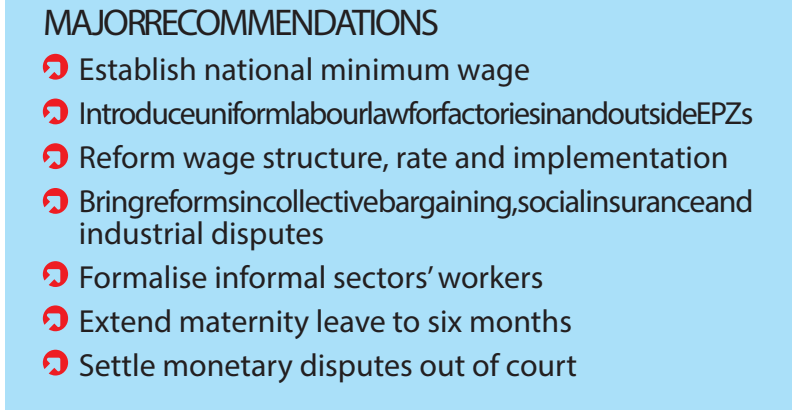 MAJORRECOMMENDATIONS
Establish national minimum wage
IntroduceuniformlabourlawforfactoriesinandoutsideEPZs
Reform wage structure, rate and implementation
Bringreformsincollectivebargaining,socialinsuranceand
industrial disputes
Formalise informal sectors’ workers
Extend maternity leave to six months
Settle monetary disputes out of court